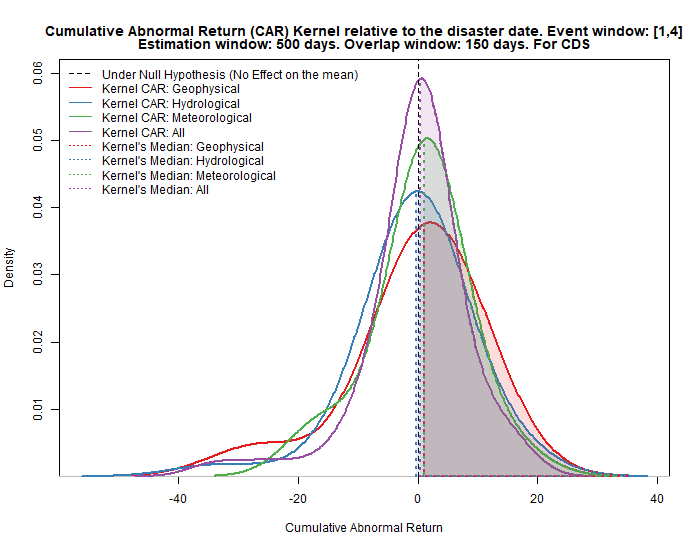 Cumulative Abnormal Return (CAR) Kernel relative to the disaster date. Event window: [1,4]
Estimation window: 500 days. Overlap window: 150 days. For CDS
Under Null Hypothesis (No Effect on the mean)
Kernel CAR: Geophysical
Kernel CAR: Hydrological
Kernel CAR: Meteorological
Kernel CAR: All
Kernel's Median: Geophysical
Kernel's Median: Hydrological
Kernel's Median: Meteorological
Kernel's Median: All
Density
0.06
0.05
0.04
0.03
0.02
0.01
-40
-20
0
20
40
Cumulative Abnormal Return